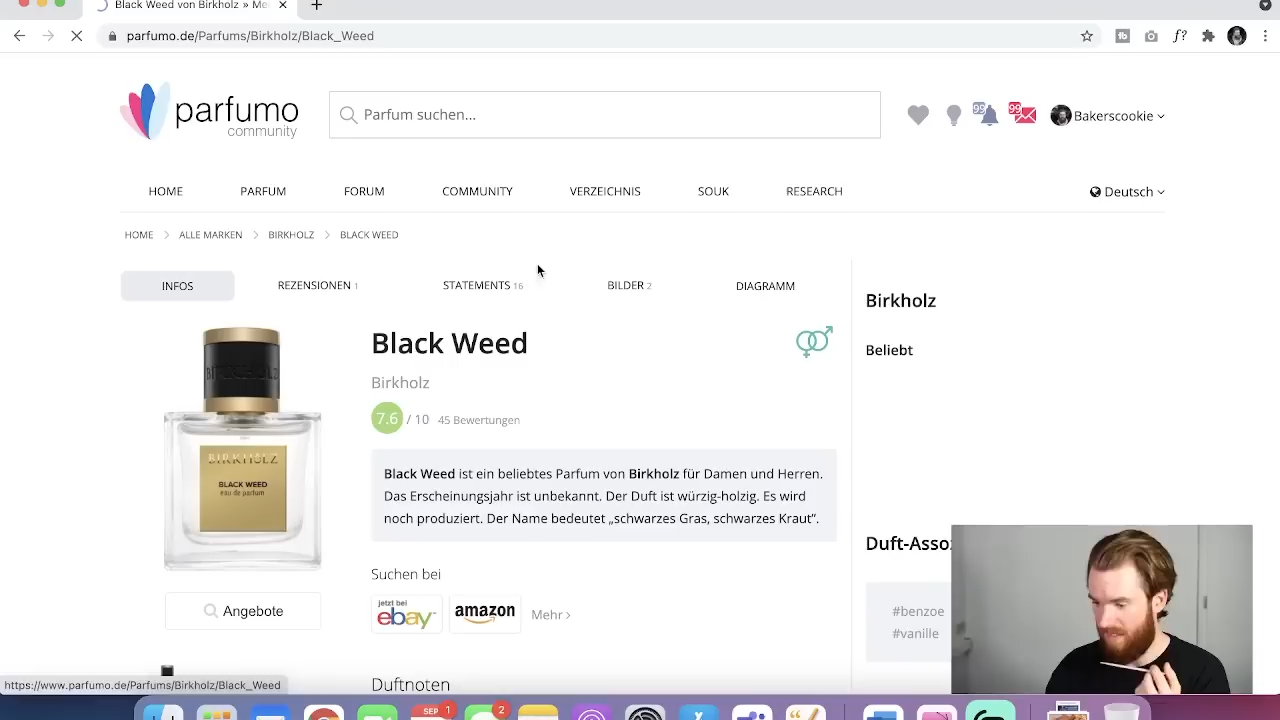 Black Weed von Birkholz » Me
parfumo.de/Parfums/Birkholz/Black_Weed
parfumo
community
Parfum suchen...
99
99
Bakerscookie
HOME
PARFUM
FORUM
COMMUNITY
VERZEICHNIS
SOUK
RESEARCH
Deutsch
HOME
ALLE MARKEN
BIRKHOLZ
BLACK WEED
INFOS
REZENSIONEN 1
STATEMENTS 16
BILDER 2
DIAGRAMM
BIRKHOLZ
BIRKHOLZ
BLACK WEED
eau de parfum
Angebote
Black Weed
Birkholz
7.6 / 10 45 Bewertungen
Black Weed ist ein beliebtes Parfum von Birkholz für Damen und Herren.
Das Erscheinungsjahr ist unbekannt. Der Duft ist würzig-holzig. Es wird
noch produziert. Der Name bedeutet „schwarzes Gras, schwarzes Kraut“.
Suchen bei
jetzt bei
ebay
amazon
Mehr ›
Duftnoten
Birkholz
Beliebt
Duft-Asso
#benzoe
#vanille
https://www.parfumo.de/Parfums/Birkholz/Black_Weed
SEP 1
2